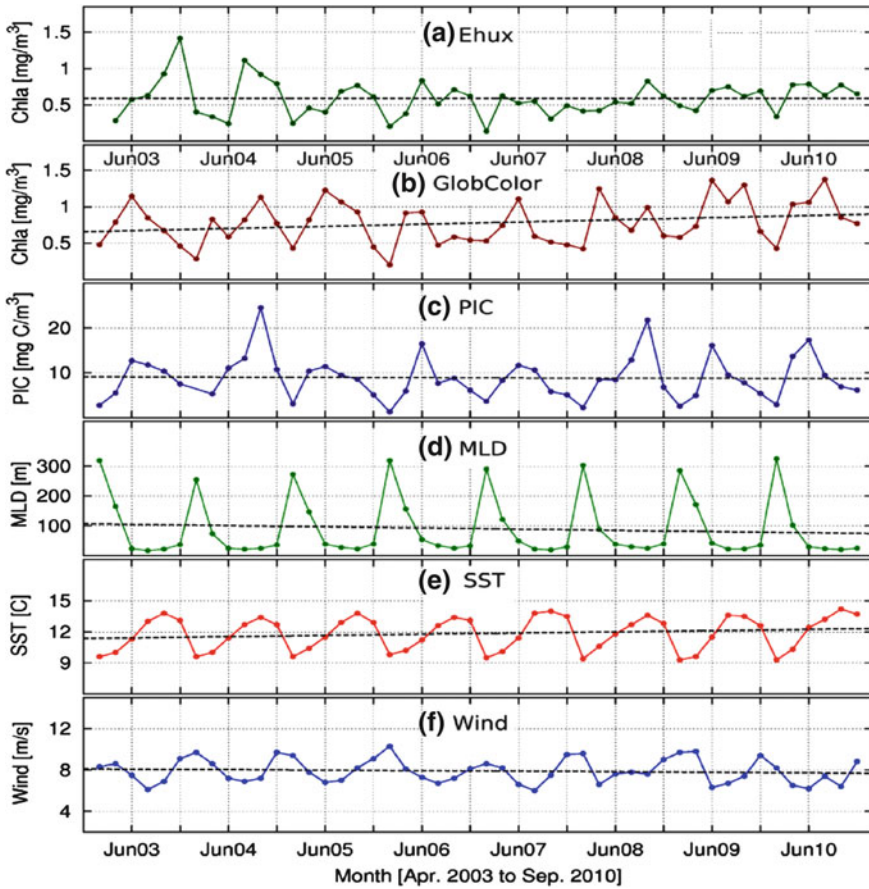 (a) Ehux
Chla [mg/m³]
1.5
1
0.5
Jun03 Jun04 Jun05 Jun06 Jun07 Jun08 Jun09 Jun10
(b) GlobColor
Chla [mg/m³]
1.5
1
0.5
(c) PIC
PIC [mg C/m³]
20
10
(d) MLD
MLD [m]
300
200
100
(e) SST
SST [C]
15
12
9
(f) Wind
Wind [m/s]
12
8
4
Jun03 Jun04 Jun05 Jun06 Jun07 Jun08 Jun09 Jun10
Month [Apr. 2003 to Sep. 2010]